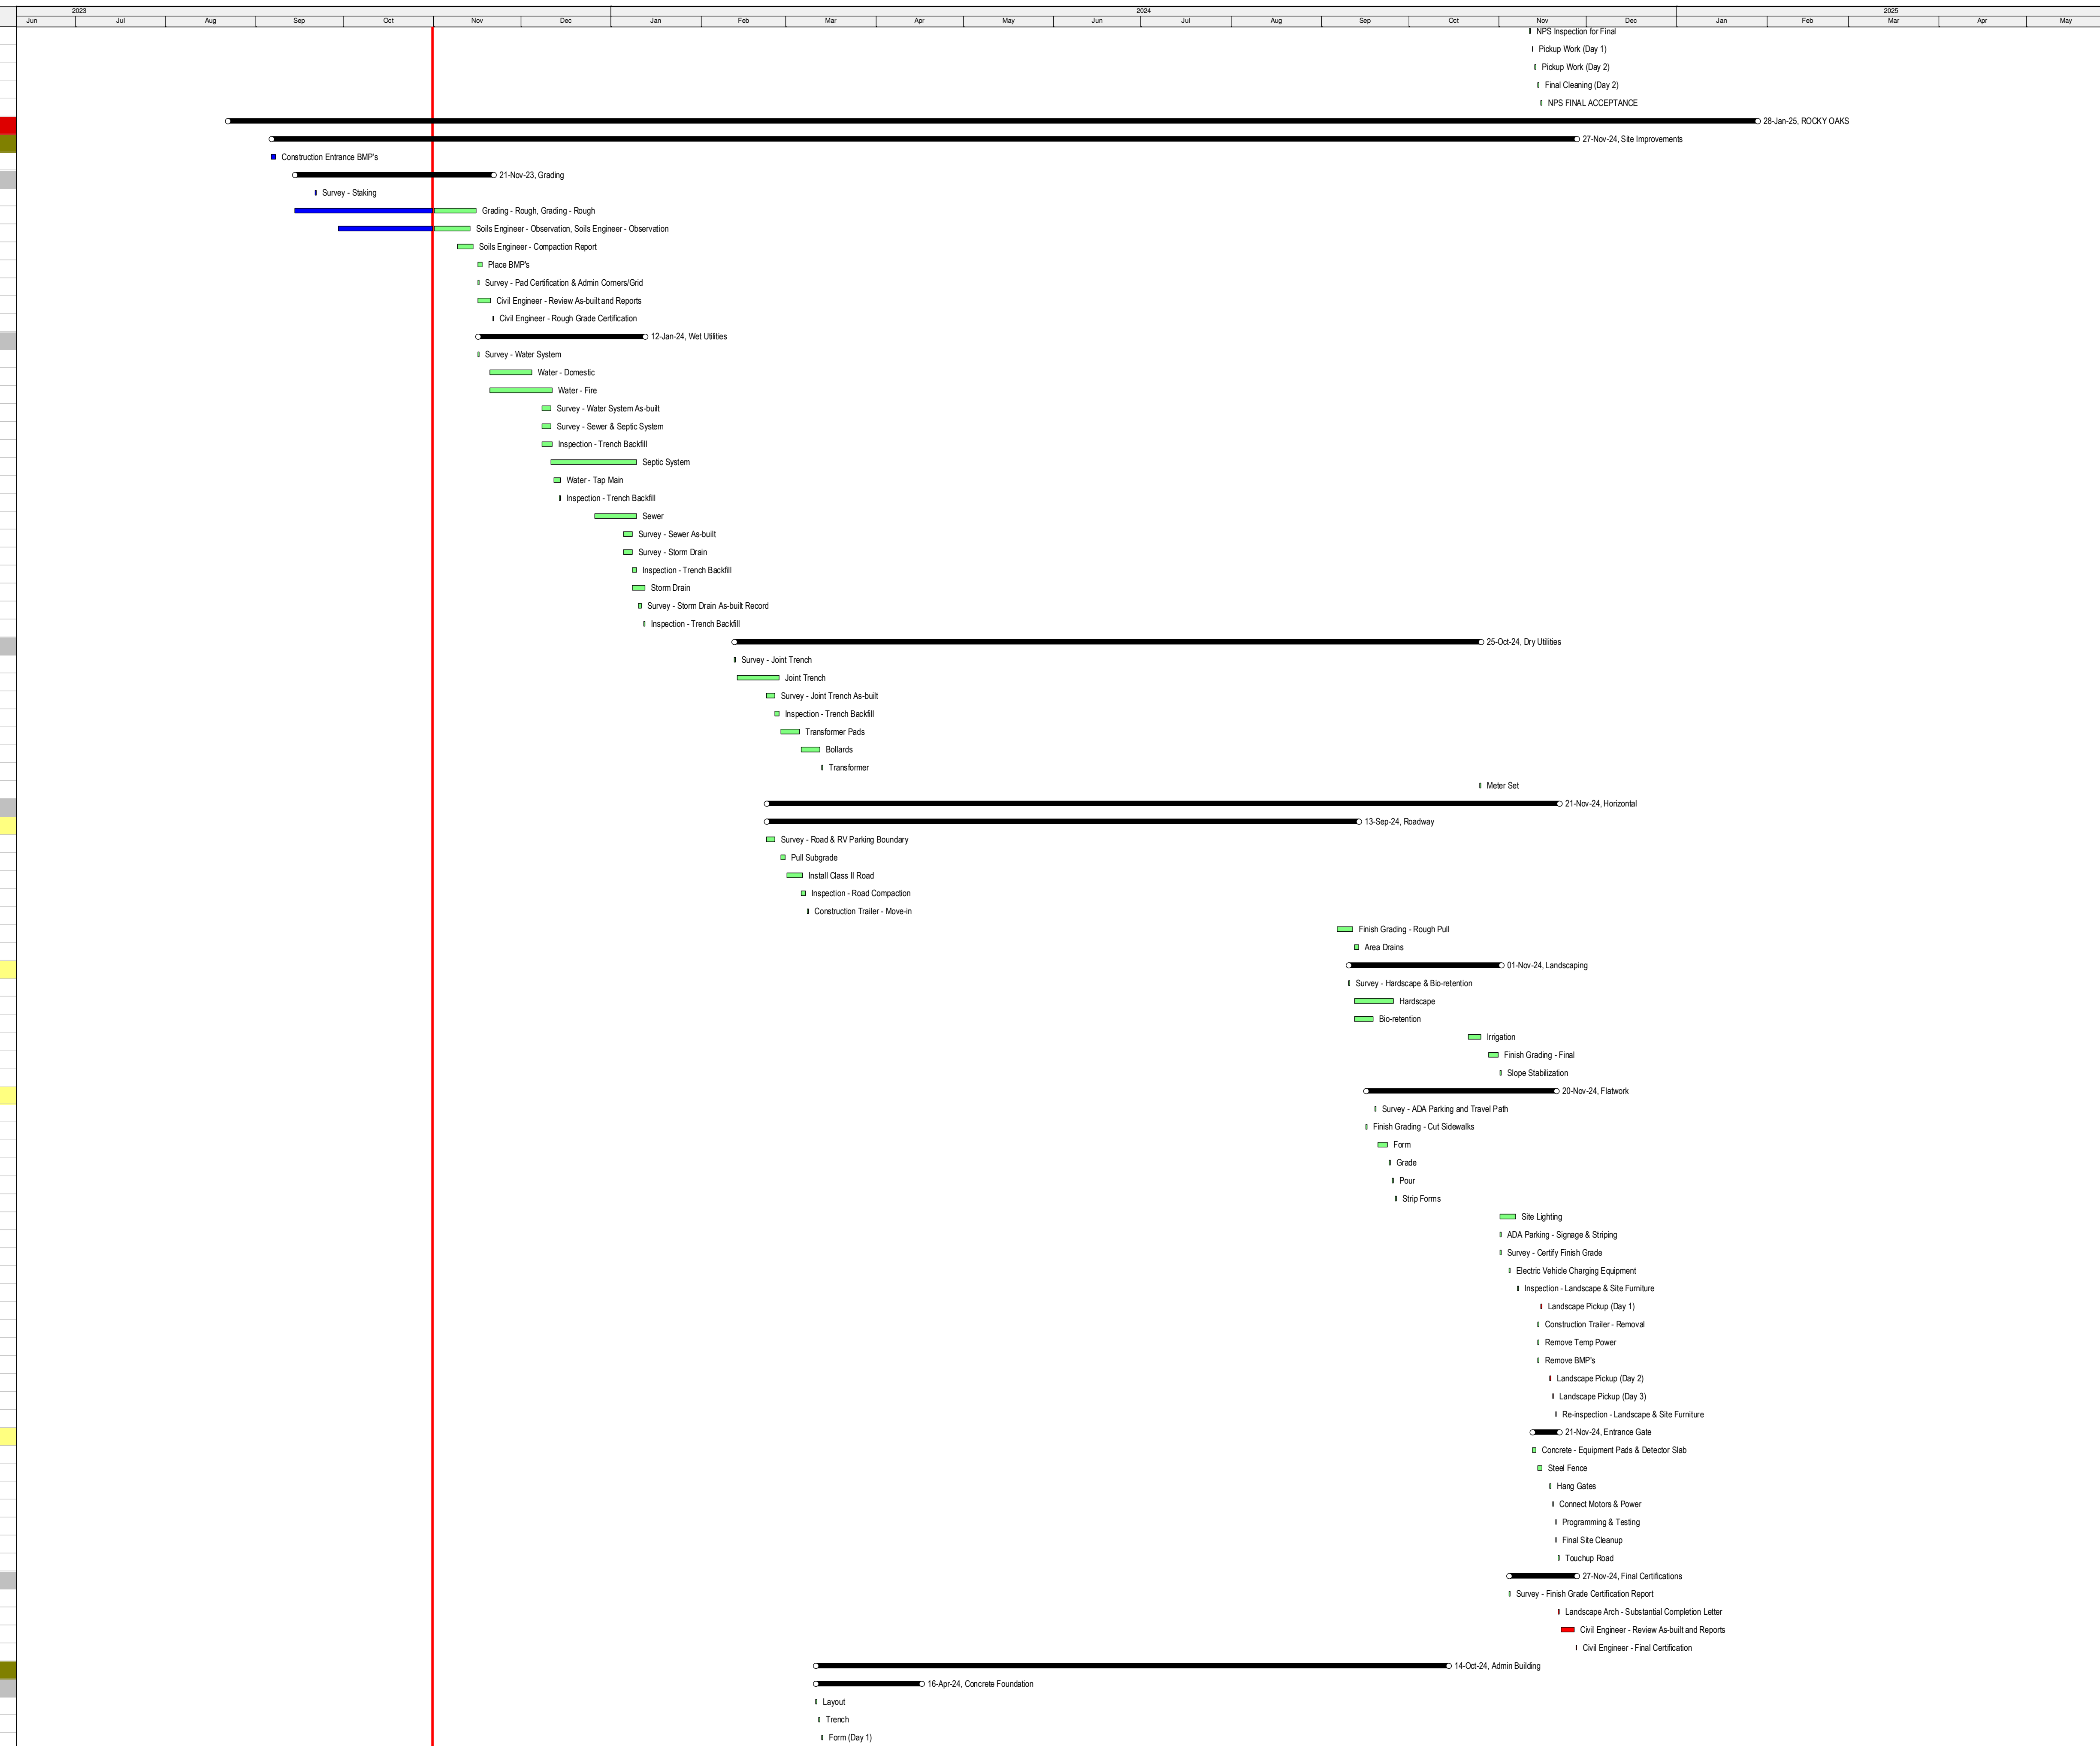 2023 2024 2025
Jun Jul Aug Sep Oct Nov Dec Jan Feb Mar Apr May Jun Jul Aug Sep Oct Nov Dec Jan Feb Mar Apr May
NPS Inspection for Final
Pickup Work (Day 1)
Pickup Work (Day 2)
Final Cleaning (Day 2)
NPS FINAL ACCEPTANCE
28-Jan-25, ROCKY OAKS
27-Nov-24, Site Improvements
Construction Entrance BMP's
21-Nov-23, Grading
Survey - Staking
Grading - Rough, Grading - Rough
Soils Engineer - Observation, Soils Engineer - Observation
Soils Engineer - Compaction Report
Place BMP's
Survey - Pad Certification & Admin Corners/Grid
Civil Engineer - Review As-built and Reports
Civil Engineer - Rough Grade Certification
12-Jan-24, Wet Utilities
Survey - Water System
Water - Domestic
Water - Fire
Survey - Water System As-built
Survey - Sewer & Septic System
Inspection - Trench Backfill
Septic System
Water - Tap Main
Inspection - Trench Backfill
Sewer
Survey - Sewer As-built
Survey - Storm Drain
Inspection - Trench Backfill
Storm Drain
Survey - Storm Drain As-built Record
Inspection - Trench Backfill
25-Oct-24, Dry Utilities
Survey - Joint Trench
Joint Trench
Survey - Joint Trench As-built
Inspection - Trench Backfill
Transformer Pads
Bollards
Transformer
Meter Set
21-Nov-24, Horizontal
13-Sep-24, Roadway
Survey - Road & RV Parking Boundary
Pull Subgrade
Install Class II Road
Inspection - Road Compaction
Construction Trailer - Move-in
Finish Grading - Rough Pull
Area Drains
01-Nov-24, Landscaping
Survey - Hardscape & Bio-retention
Hardscape
Bio-retention
Irrigation
Finish Grading - Final
Slope Stabilization
20-Nov-24, Flatwork
Survey - ADA Parking and Travel Path
Finish Grading - Cut Sidewalks
Form
Grade
Pour
Strip Forms
Site Lighting
ADA Parking - Signage & Striping
Survey - Certify Finish Grade
Electric Vehicle Charging Equipment
Inspection - Landscape & Site Furniture
Landscape Pickup (Day 1)
Construction Trailer - Removal
Remove Temp Power
Remove BMP's
Landscape Pickup (Day 2)
Landscape Pickup (Day 3)
Re-inspection - Landscape & Site Furniture
21-Nov-24, Entrance Gate
Concrete - Equipment Pads & Detector Slab
Steel Fence
Hang Gates
Connect Motors & Power
Programming & Testing
Final Site Cleanup
Touchup Road
27-Nov-24, Final Certifications
Survey - Finish Grade Certification Report
Landscape Arch - Substantial Completion Letter
Civil Engineer - Review As-built and Reports
Civil Engineer - Final Certification
14-Oct-24, Admin Building
16-Apr-24, Concrete Foundation
Layout
Trench
Form (Day 1)